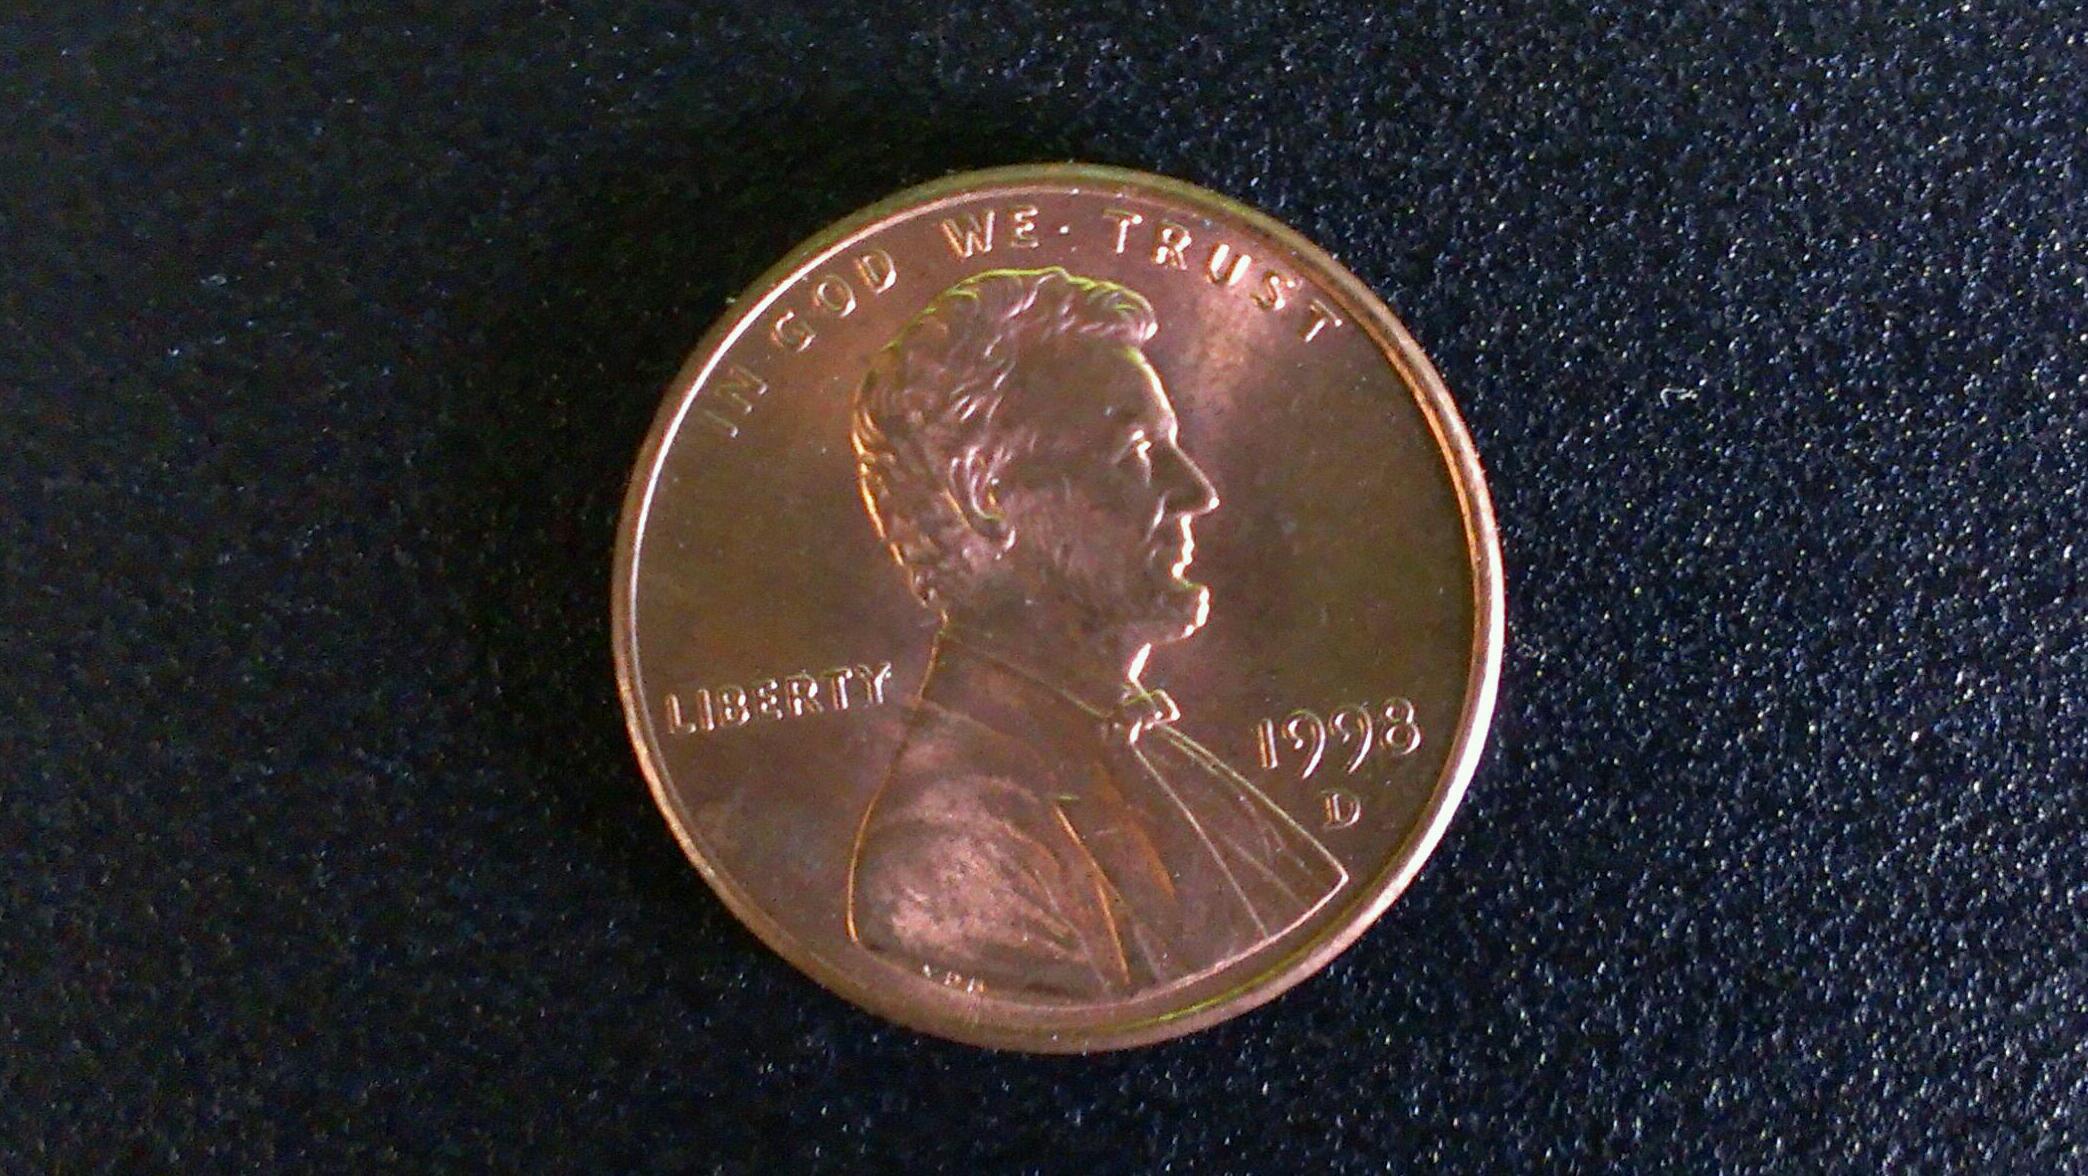 IN GOD WE TRUST
LIBERTY
1998
D